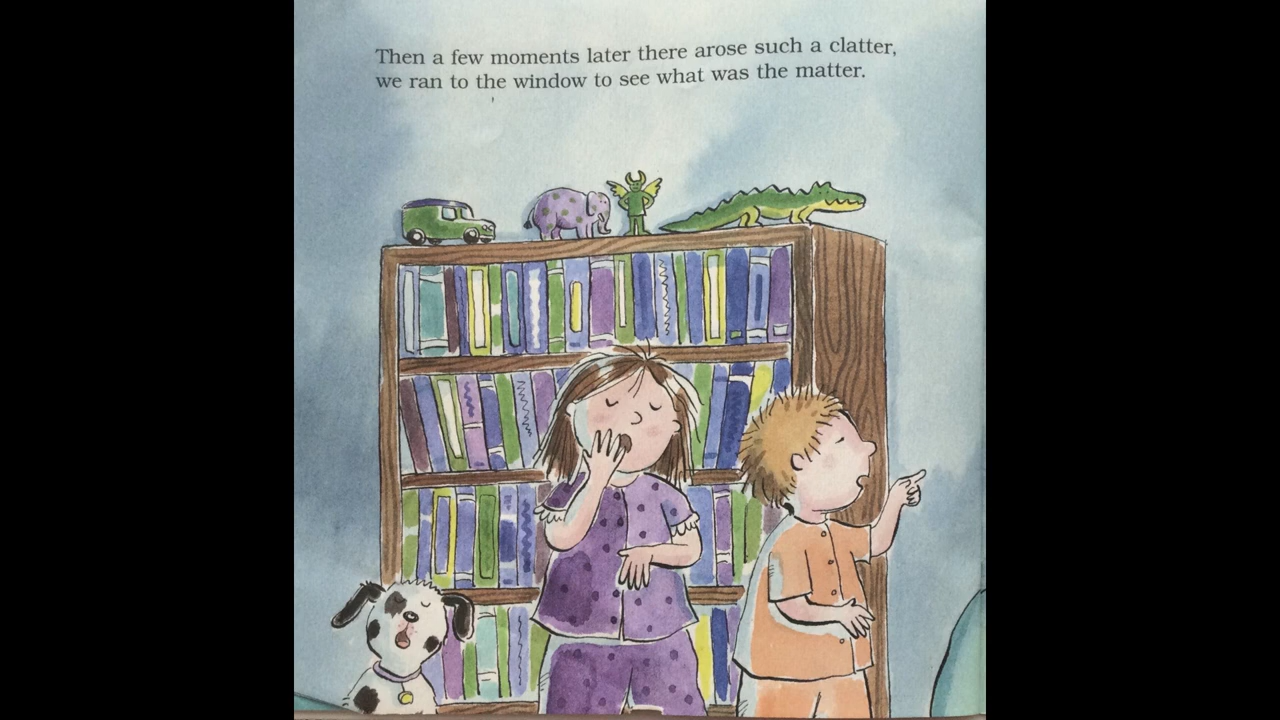 Then a few moments later there arose such a clatter,
we ran to the window to see what was the matter.